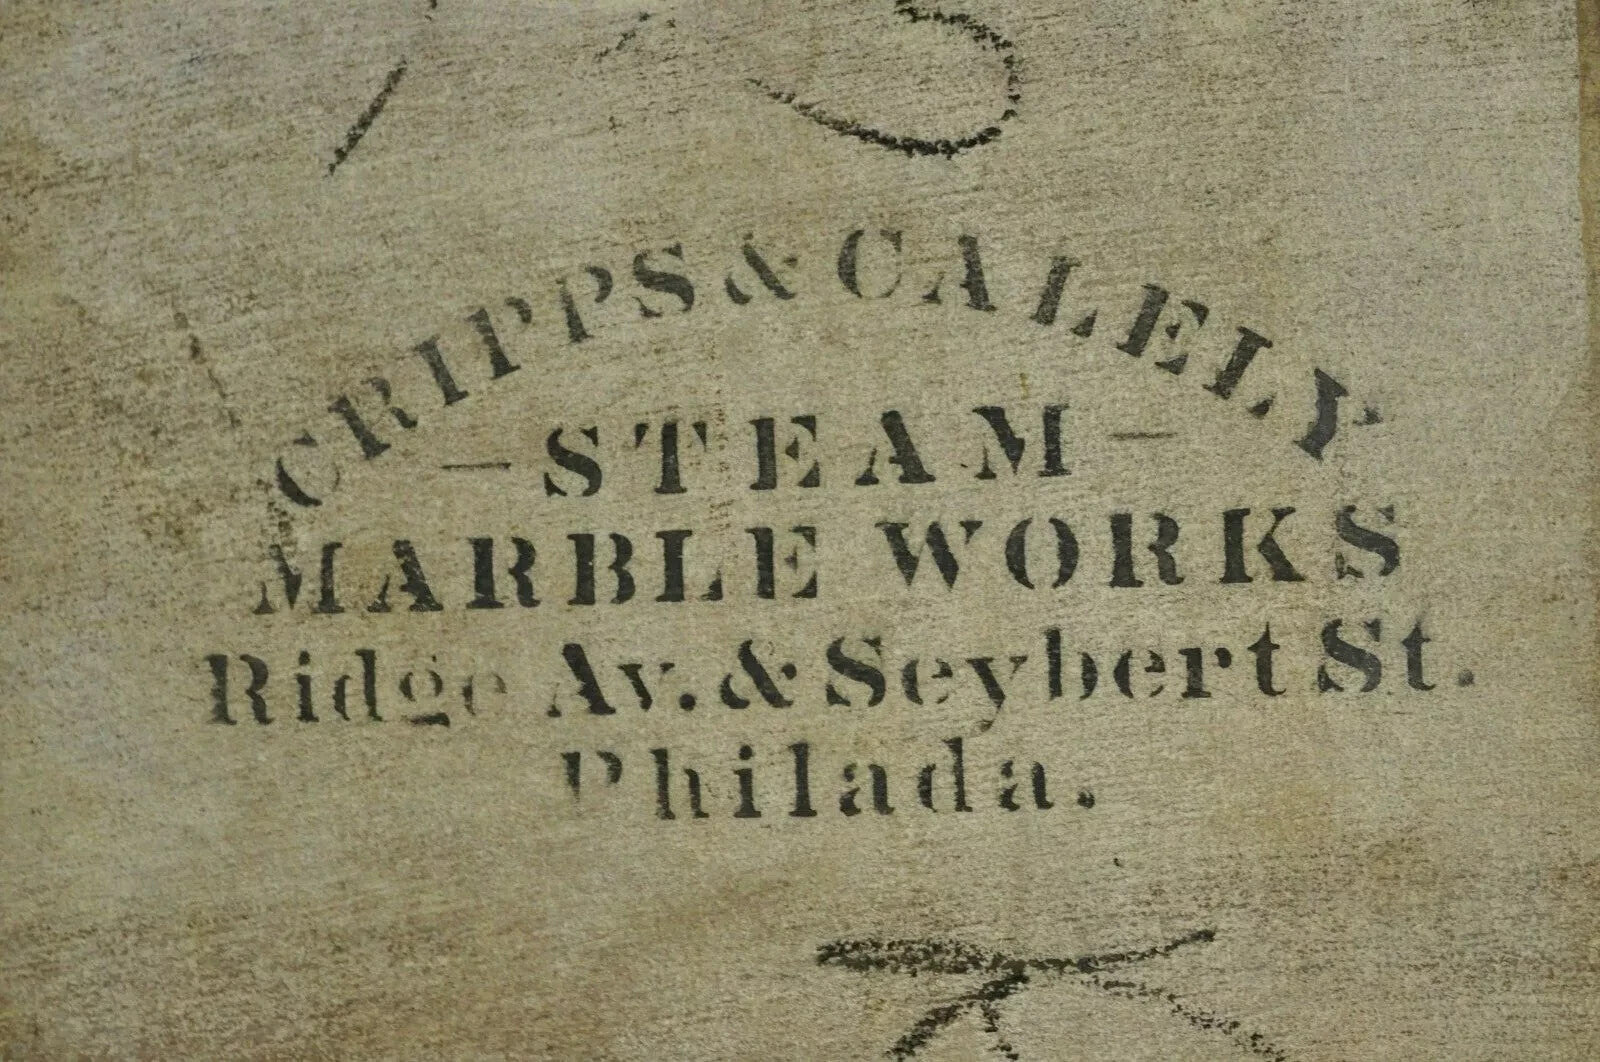 CRIPPS & CALELY
- STEAM -
MARBLE WORKS
Ridge Av. & Seybert St.
Philada.